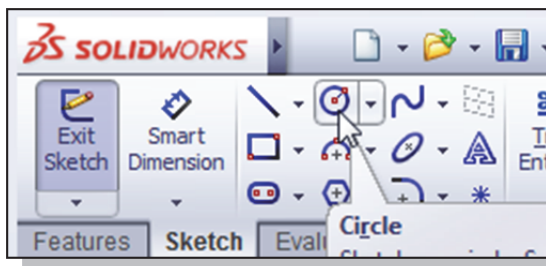 SOLIDWORKS
Exit
Sketch
Smart
Dimension
Circle
Features Sketch